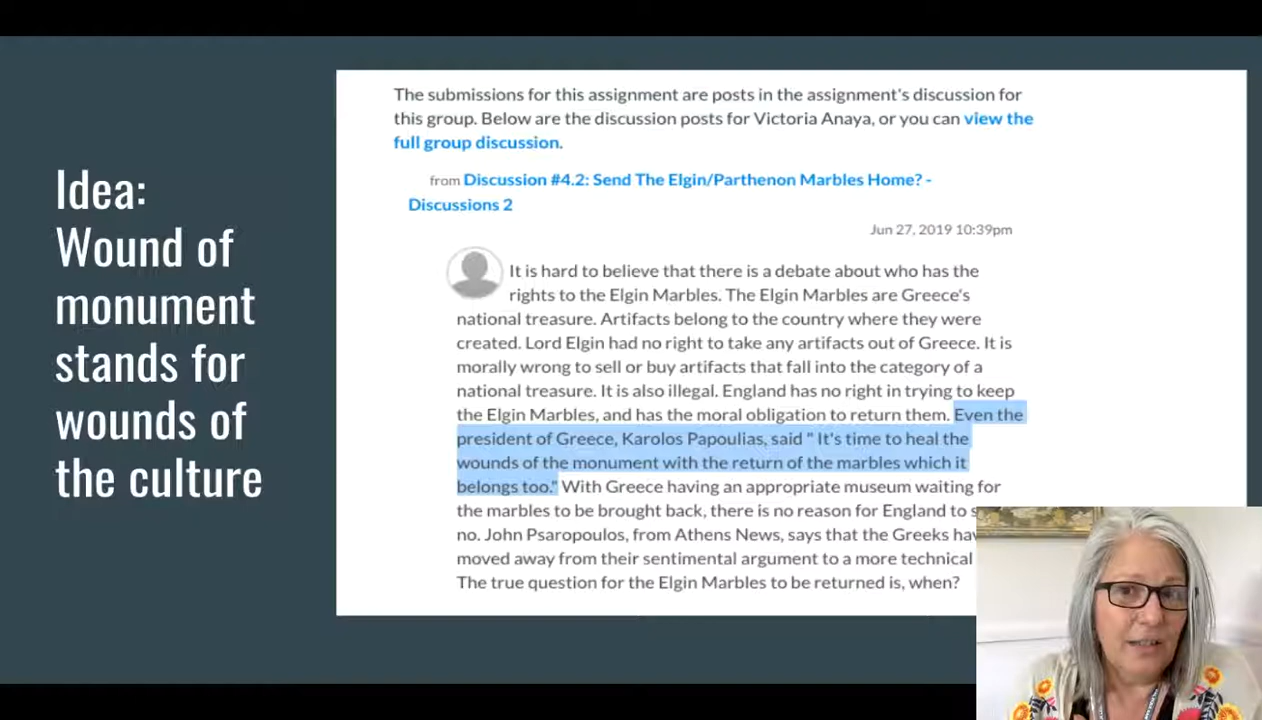 Idea:
Wound of
monument
stands for
wounds of
the culture
The submissions for this assignment are posts in the assignment's discussion for
this group. Below are the discussion posts for Victoria Anaya, or you can view the
full group discussion.
from Discussion #4.2: Send The Elgin/Parthenon Marbles Home? -
Discussions 2
Jun 27, 2019 10:39pm
It is hard to believe that there is a debate about who has the
rights to the Elgin Marbles. The Elgin Marbles are Greece's
national treasure. Artifacts belong to the country where they were
created. Lord Elgin had no right to take any artifacts out of Greece. It is
morally wrong to sell or buy artifacts that fall into the category of a
national treasure. It is also illegal. England has no right in trying to keep
the Elgin Marbles, and has the moral obligation to return them. Even the
president of Greece, Karolos Papoulias, said " It's time to heal the
wounds of the monument with the return of the marbles which it
belongs too." With Greece having an appropriate museum waiting for
the marbles to be brought back, there is no reason for England to
no. John Psaropoulos, from Athens News, says that the Greeks
moved away from their sentimental argument to a more technical
The true question for the Elgin Marbles to be returned is, when?